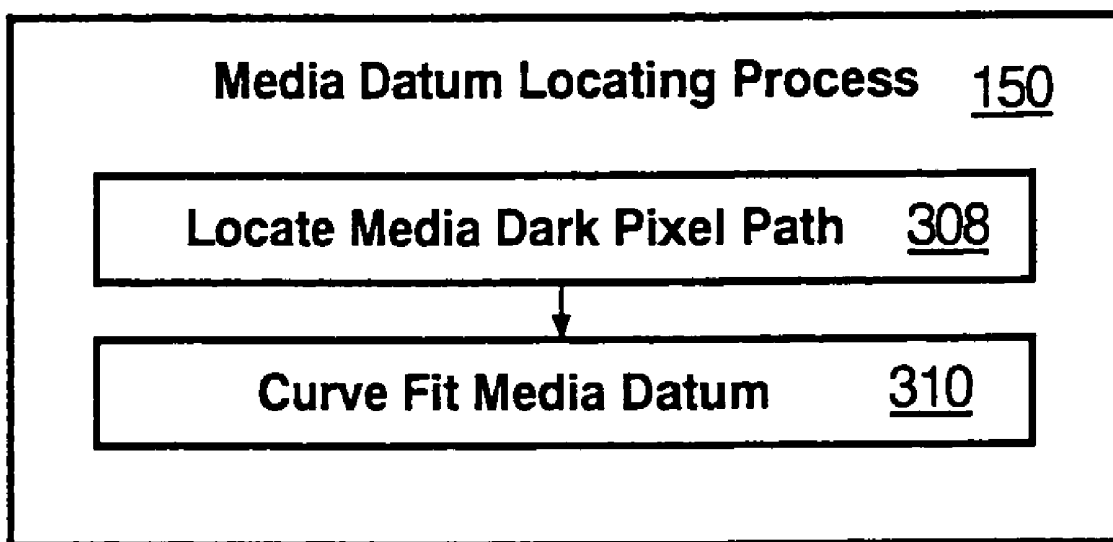 Media Datum Locating Process 150
Locate Media Dark Pixel Path 308
Curve Fit Media Datum 310